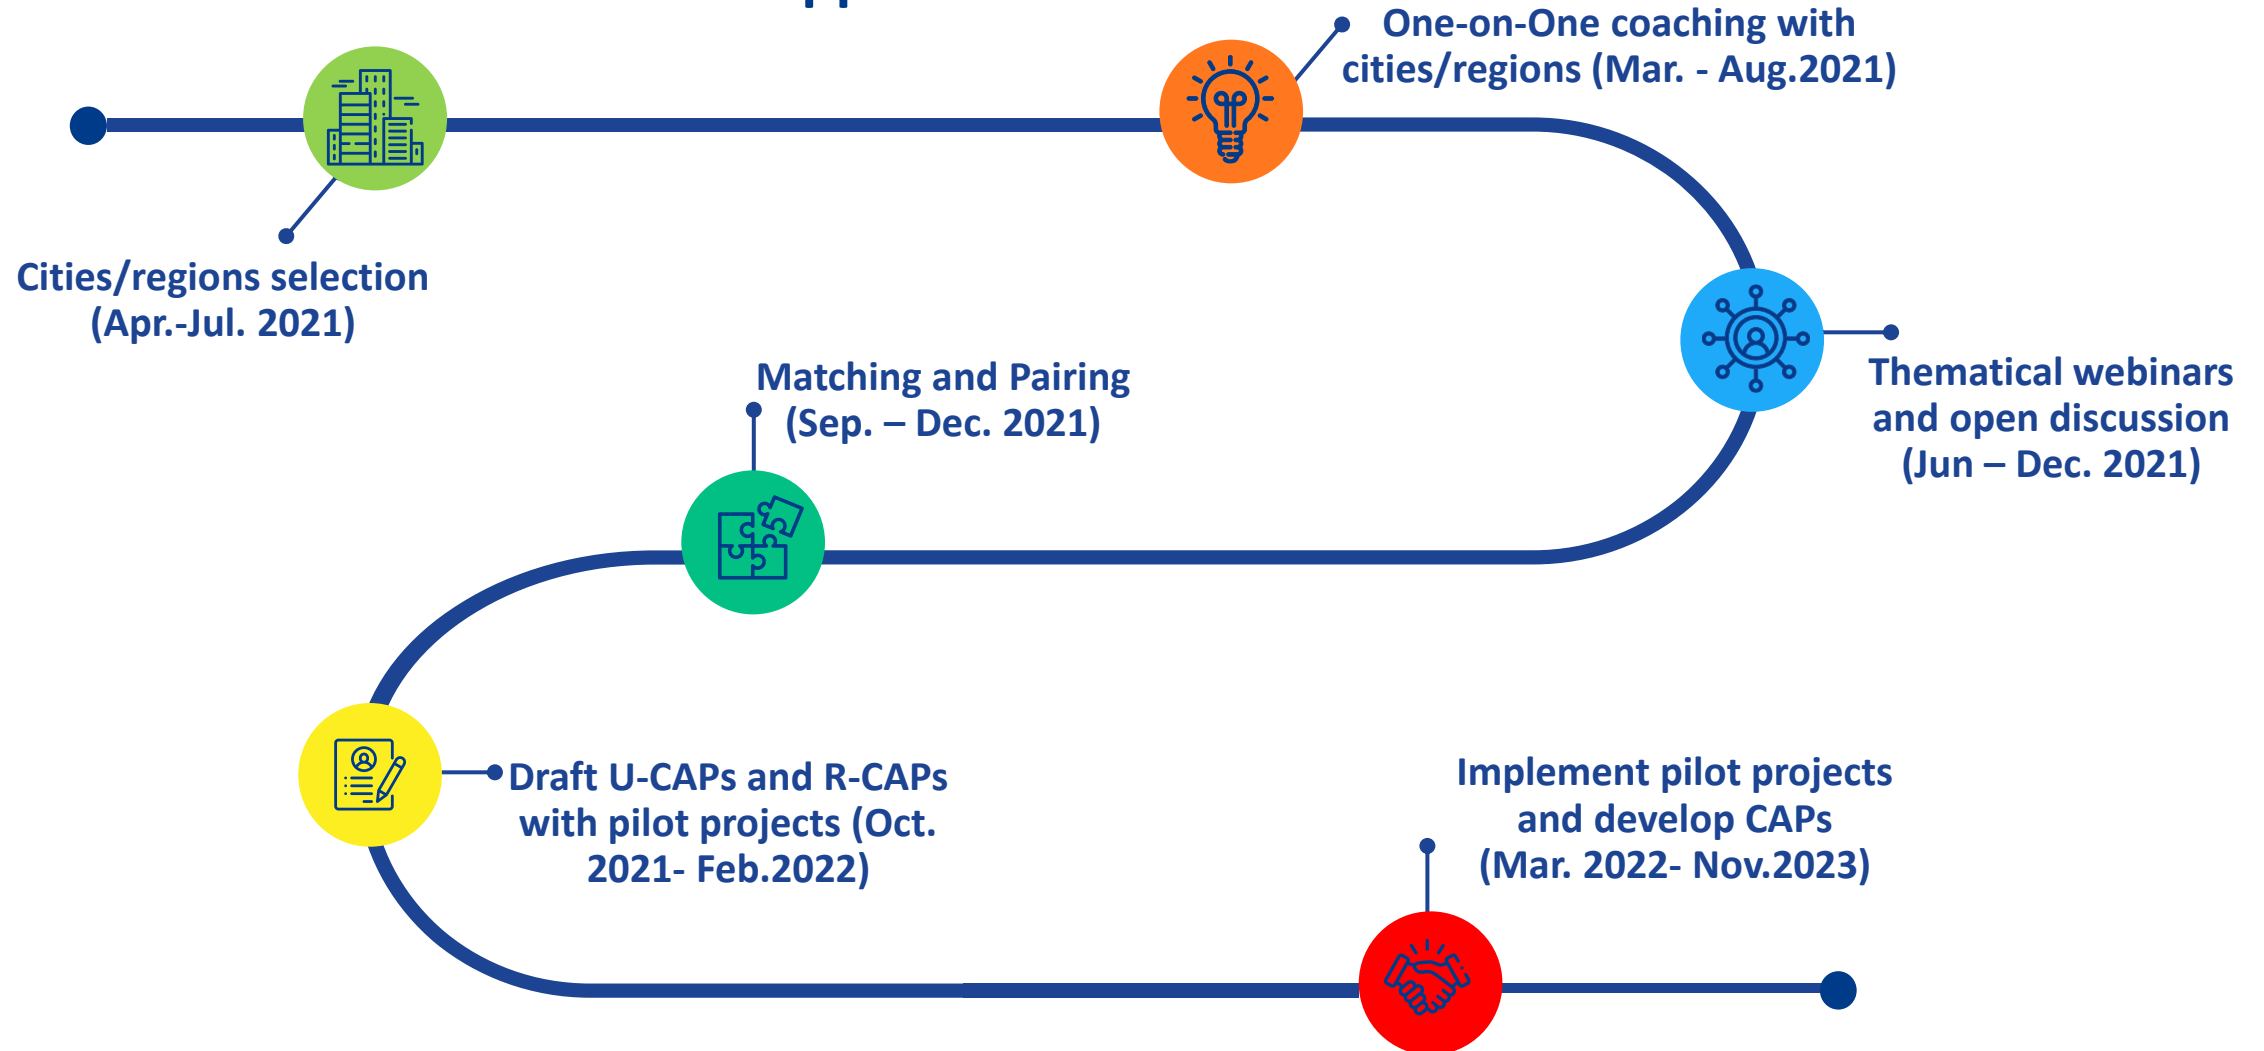 Cities/regions selection
(Apr.-Jul. 2021)
One-on-One coaching with
cities/regions (Mar. - Aug.2021)
Thematical webinars
and open discussion
(Jun – Dec. 2021)
Matching and Pairing
(Sep. – Dec. 2021)
Draft U-CAPs and R-CAPs
with pilot projects (Oct.
2021- Feb.2022)
Implement pilot projects
and develop CAPs
(Mar. 2022- Nov.2023)